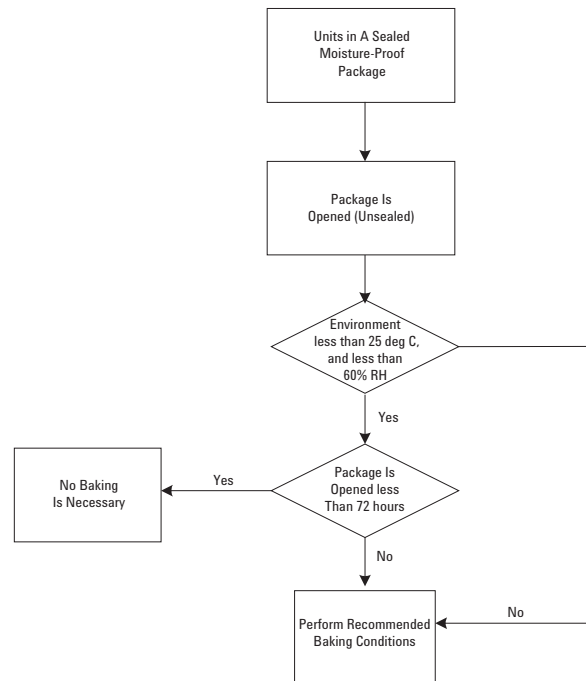 Units in A Sealed
Moisture-Proof
Package
Package Is
Opened (Unsealed)
Environment
less than 25 deg C,
and less than
60% RH
Yes
Package Is
Opened less
Than 72 hours
Yes
No Baking
Is Necessary
No
Perform Recommended
Baking Conditions
No